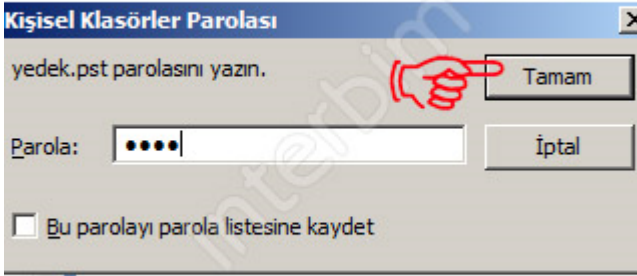 Kişisel Klasörler Parolası
yedek.pst parolasını yazın.
Tamam
Parola: ••••
İptal
Bu parolayı parola listesine kaydet
interbim